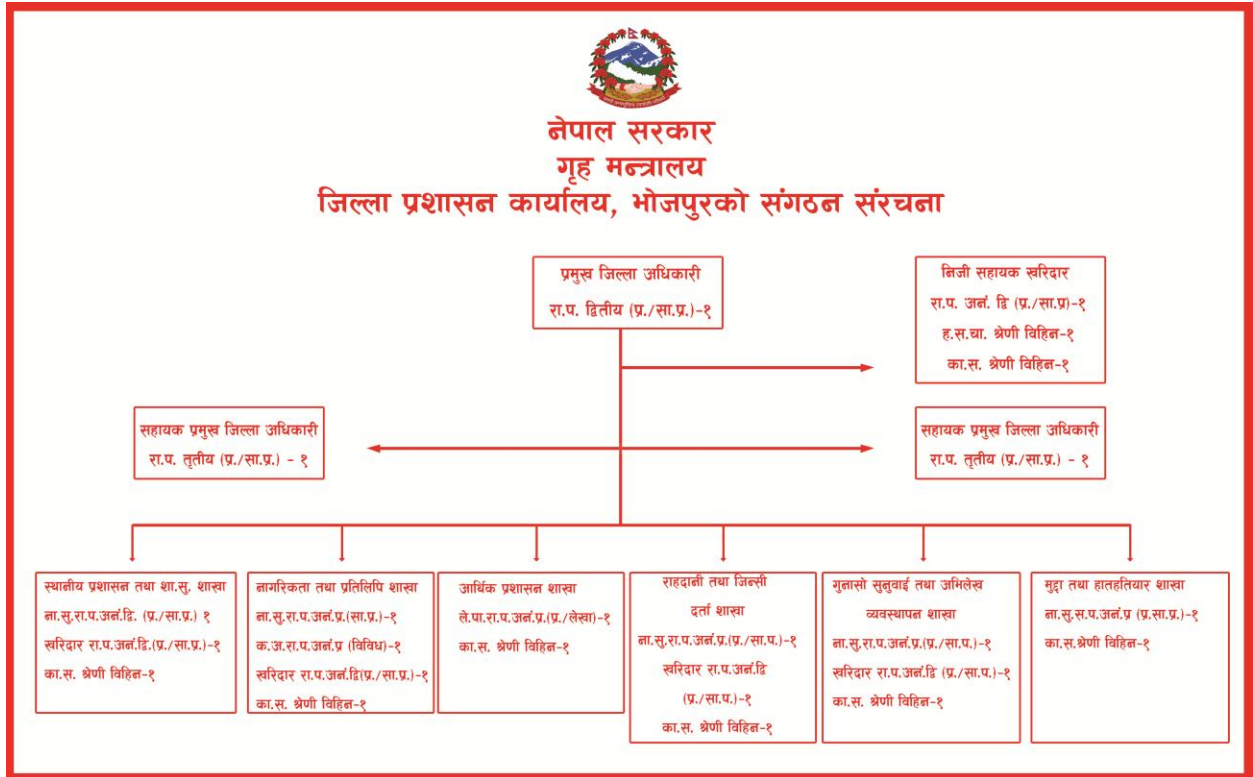 नेपाल सरकार
गृह मन्त्रालय
जिल्ला प्रशासन कार्यालय, भोजपुरको संगठन संरचना
प्रमुख जिल्ला अधिकारी
रा.प. द्वितीय (प्र./सा.प्र.)-१
निजी सहायक खरिदार
रा.प. अनं. द्वि (प्र./सा.प्र)-१
ह.स.चा. श्रेणी विहिन-१
का.स. श्रेणी विहिन-१
सहायक प्रमुख जिल्ला अधिकारी
रा.प. तृतीय (प्र./सा.प्र.) - १
सहायक प्रमुख जिल्ला अधिकारी
रा.प. तृतीय (प्र./सा.प्र.) - १
स्थानीय प्रशासन तथा शा.सु. शाखा
ना.सु.रा.प.अनं.द्वि. (प्र./सा.प्र.) १
खरिदार रा.प.अनं.द्वि.(प्र./सा.प्र.)-१
का.स. श्रेणी विहिन-१
नागरिकता तथा प्रतिलिपि शाखा
ना.सु.रा.प.अनं.प्र.(सा.प्र.)-१
क.अ.रा.प.अनं.प्र (विविध)-१
खरिदार रा.प.अनं.द्वि(प्र./सा.प्र.)-१
का.स. श्रेणी विहिन-१
आर्थिक प्रशासन शाखा
ले.पा.रा.प.अनं.प्र.(प्र./लेखा)-१
का.स. श्रेणी विहिन-१
राहदानी तथा जिन्सी
दर्ता शाखा
ना.सु.रा.प.अनं.प्र.(प्र./सा.प.)-१
खरिदार रा.प.अनं.द्वि
(प्र./सा.प.)-१
का.स. श्रेणी विहिन-१
गुनासो सुनुवाई तथा अभिलेख
व्यवस्थापन शाखा
ना.सु.रा.प.अनं.प्र.(प्र./सा.प.)-१
खरिदार रा.प.अनं.द्वि (प्र./सा.प.)-१
का.स. श्रेणी विहिन-१
मुद्दा तथा हातहतियार शाखा
ना.सु.स.प.अनं.प्र (प्र.सा.प्र.)-१
का.स.श्रेणी विहिन-१